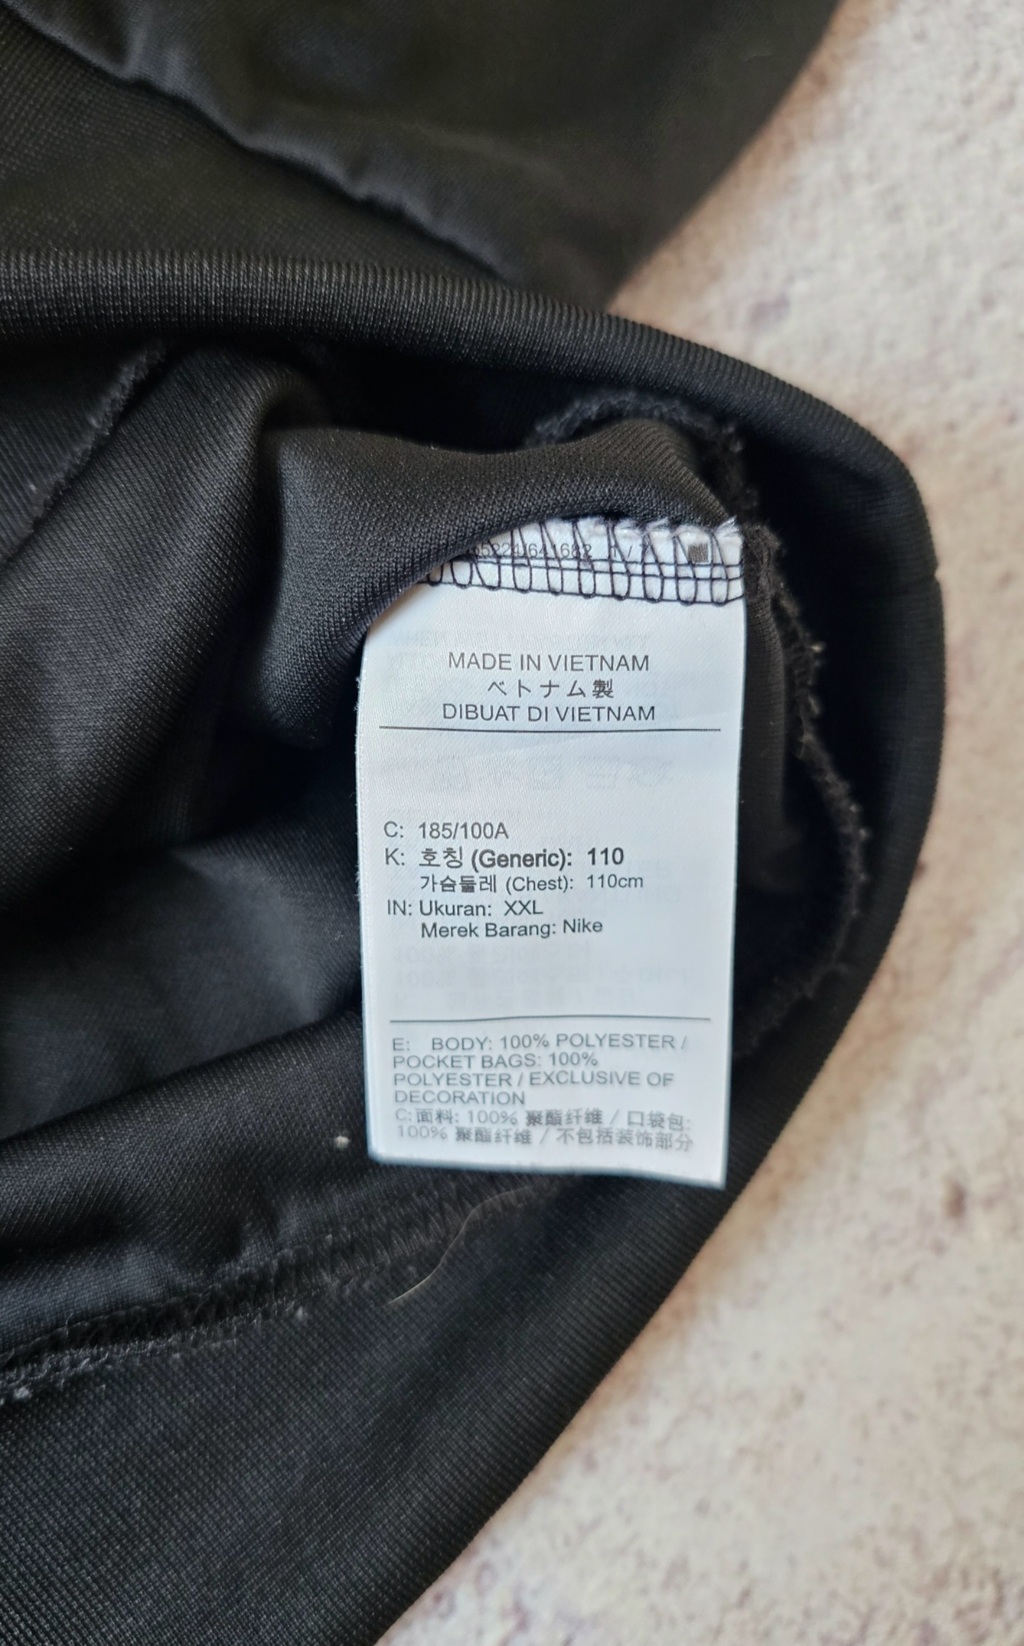 MADE IN VIETNAM
ベトナム製
DIBUAT DI VIETNAM
C: 185/100A
K: 호칭 (Generic): 110
가슴둘레 (Chest): 110cm
IN: Ukuran: XXL
Merek Barang: Nike
E: BODY: 100% POLYESTER /
POCKET BAGS: 100%
POLYESTER / EXCLUSIVE OF
DECORATION
C: 面料: 100% 聚酯纤维 / 口袋包:
100% 聚酯纤维 / 不包括装饰部分